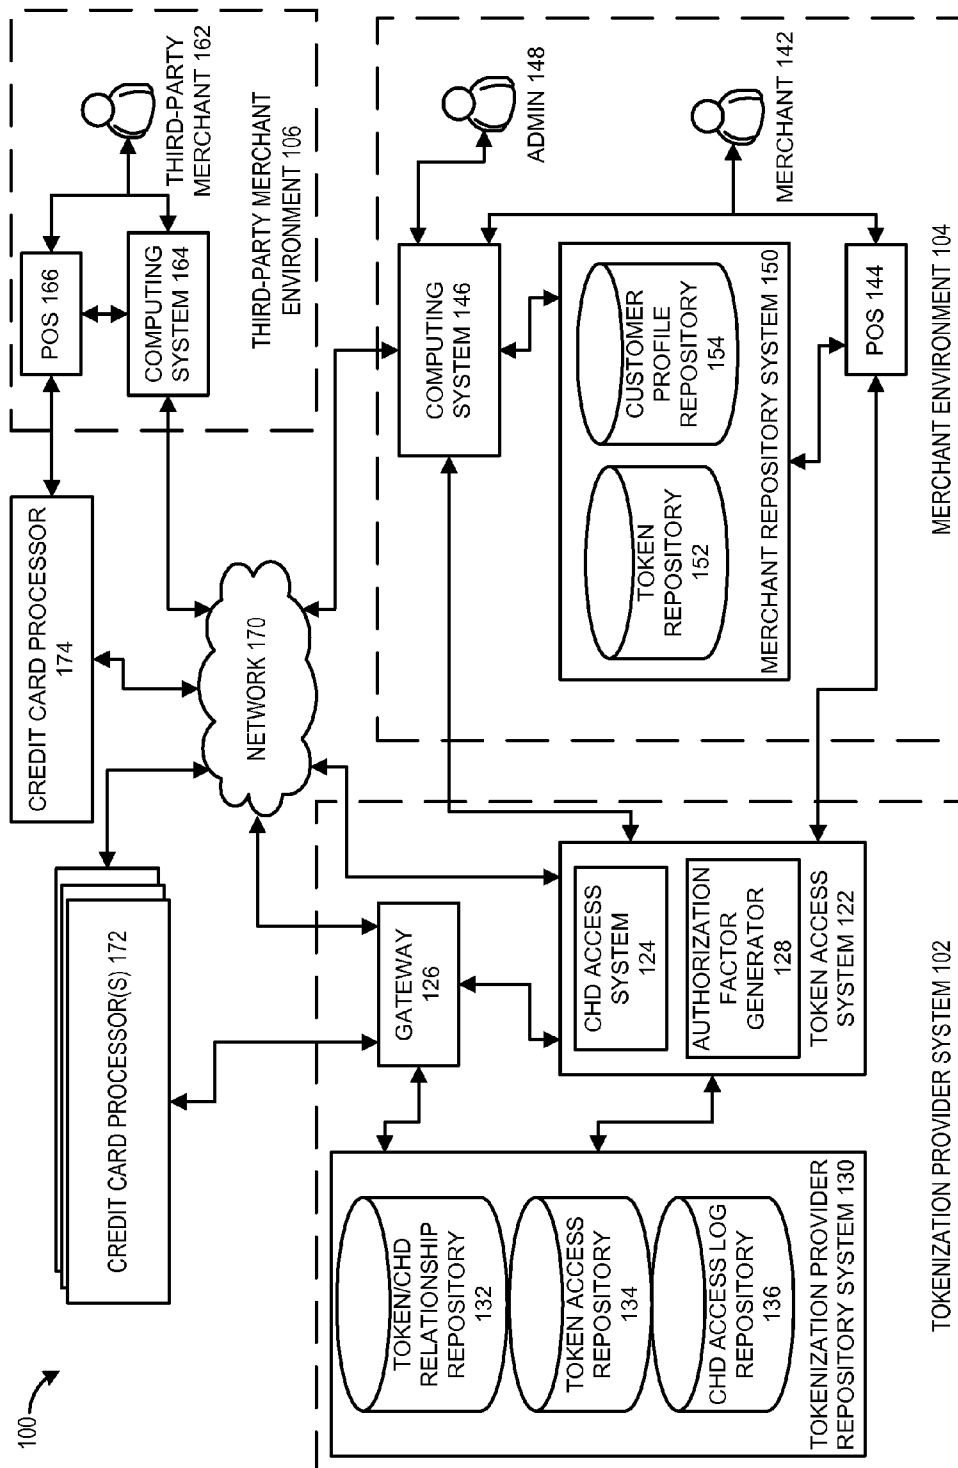 100
CREDIT CARD PROCESSOR(S) 172
CREDIT CARD PROCESSOR
174
POS 166
COMPUTING
SYSTEM 164
THIRD-PARTY
MERCHANT 162
THIRD-PARTY MERCHANT
ENVIRONMENT 106
NETWORK 170
TOKEN/CHD
RELATIONSHIP
REPOSITORY
132
TOKEN ACCESS
REPOSITORY
134
CHD ACCESS LOG
REPOSITORY
136
TOKENIZATION PROVIDER
REPOSITORY SYSTEM 130
GATEWAY
126
CHD ACCESS
SYSTEM
124
AUTHORIZATION
FACTOR
GENERATOR
128
TOKEN ACCESS
SYSTEM 122
TOKENIZATION PROVIDER SYSTEM 102
COMPUTING
SYSTEM 146
ADMIN 148
TOKEN
REPOSITORY
152
CUSTOMER
PROFILE
REPOSITORY
154
MERCHANT REPOSITORY SYSTEM 150
MERCHANT 142
POS 144
MERCHANT ENVIRONMENT 104